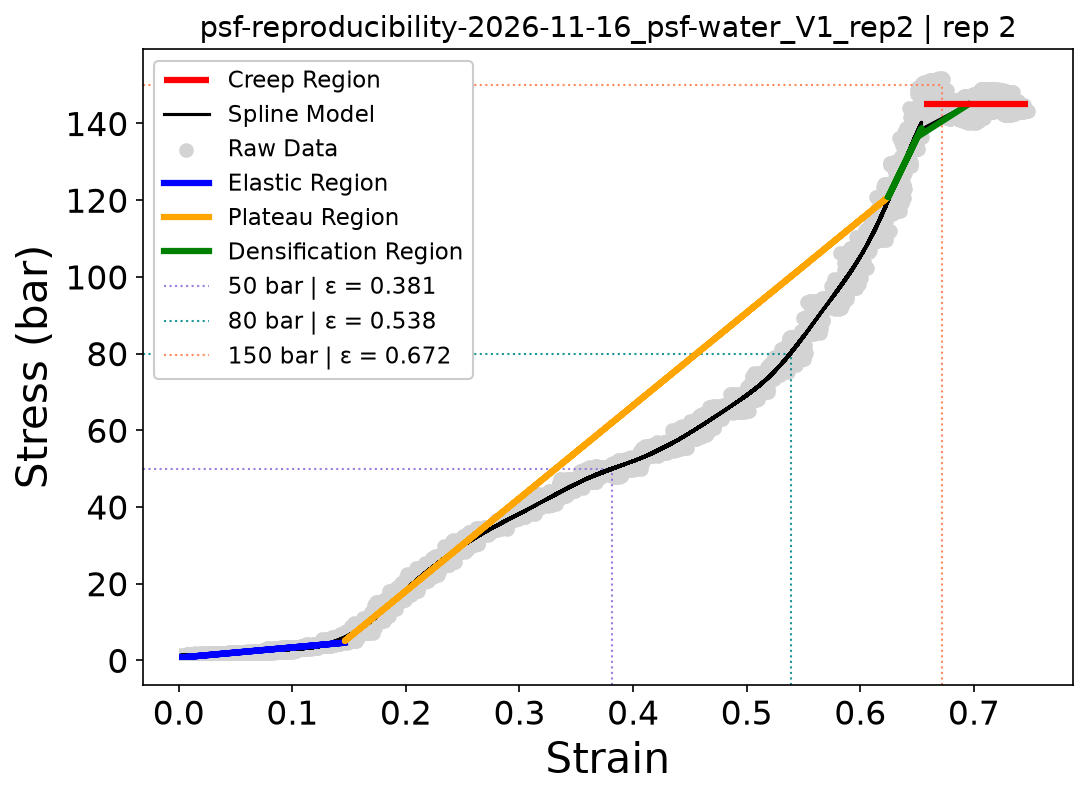 psf-reproducibility-2026-11-16_psf-water_V1_rep2 | rep 2
Creep Region
Spline Model
Raw Data
Elastic Region
Plateau Region
Densification Region
50 bar | ε = 0.381
80 bar | ε = 0.538
150 bar | ε = 0.672
Stress (bar)
140
120
100
80
60
40
20
0
0.0 0.1 0.2 0.3 0.4 0.5 0.6 0.7
Strain